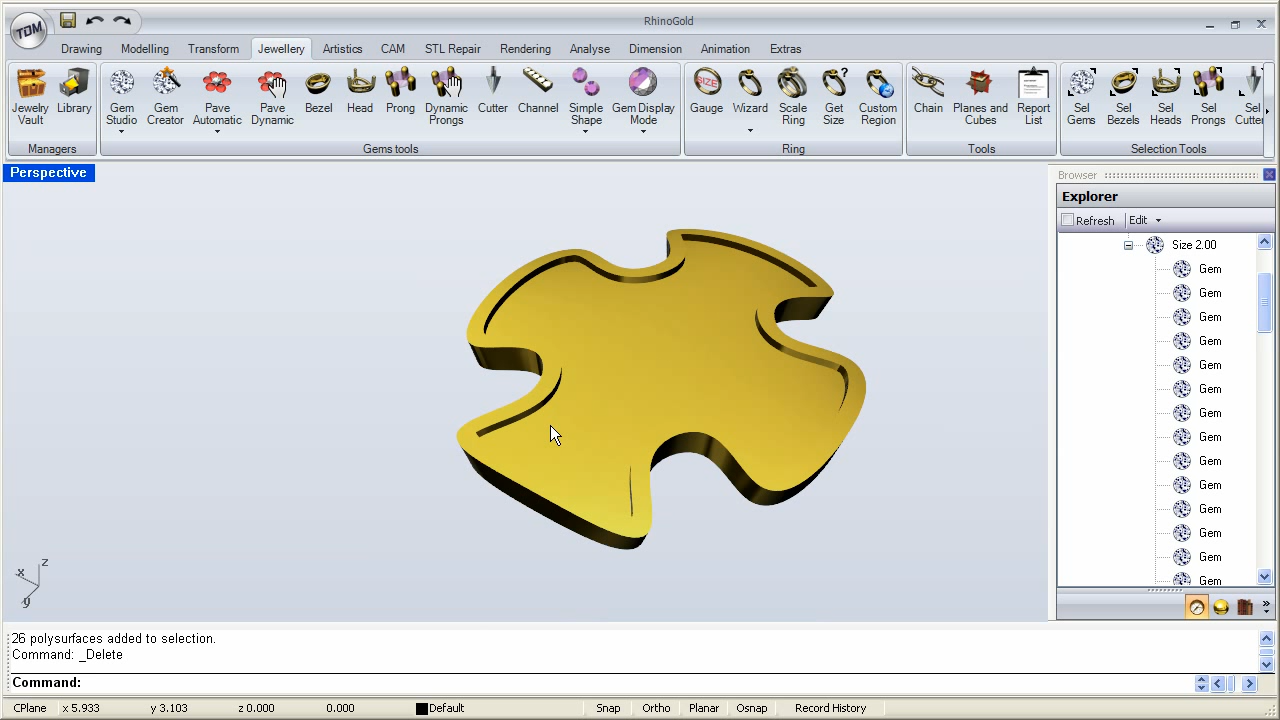 RhinoGold
TDM
Drawing Modelling Transform Jewellery Artistics CAM STL Repair Rendering Analyse Dimension Animation Extras
Jewelry Vault
Library
Managers
Gem Studio
Gem Creator
Pave Automatic
Pave Dynamic
Bezel
Head
Prong
Dynamic Prongs
Cutter
Channel
Simple Shape
Gem Display Mode
Gems tools
SIZE
Gauge
Wizard
Scale Ring
Get Size
Custom Region
Ring
Chain
Planes and Cubes
Report List
Tools
Sel Gems
Sel Bezels
Sel Heads
Sel Prongs
Sel Cutter
Selection Tools
Perspective
Browser
Explorer
Refresh Edit
Size 2.00
Gem
Gem
Gem
Gem
Gem
Gem
Gem
Gem
Gem
Gem
Gem
Gem
Gem
Gem
z
x
y
26 polysurfaces added to selection.
Command: _Delete
Command:
CPlane x 5.933 y 3.103 z 0.000 0.000 Default Snap Ortho Planar Osnap Record History